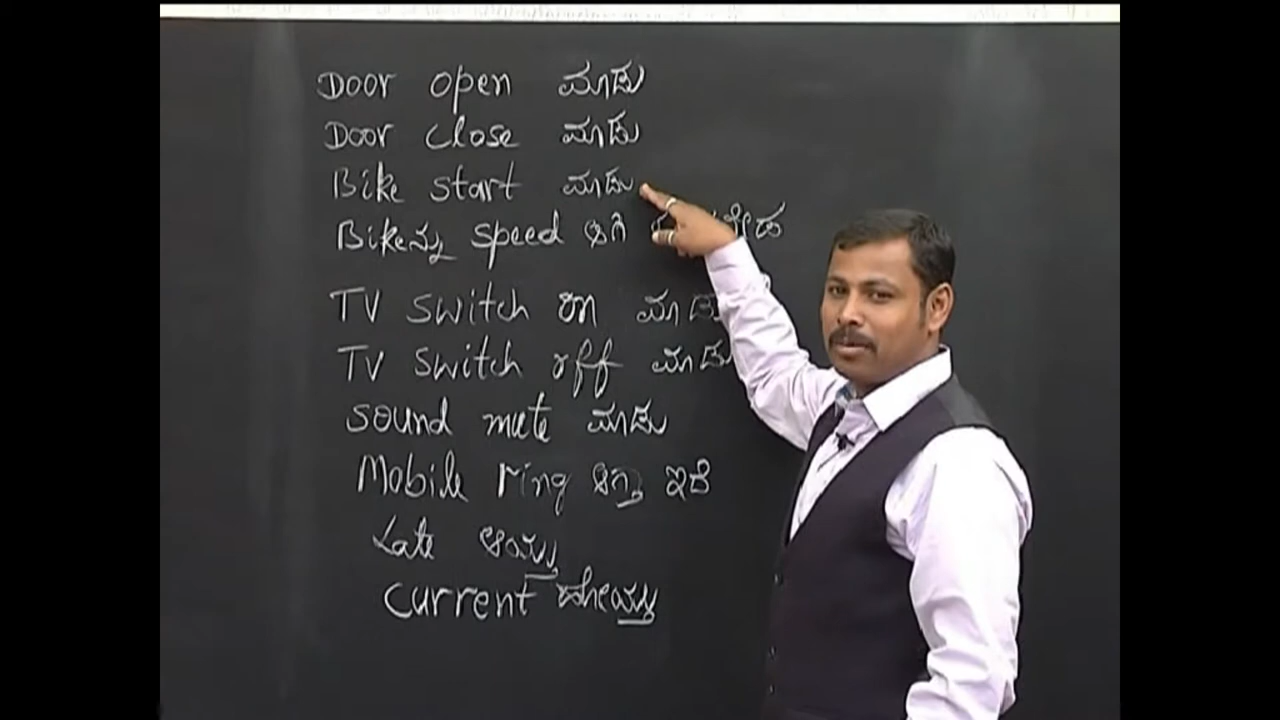 Door open ಮಾಡು
Door close ಮಾಡು
Bike start ಮಾಡು
Bikeನ್ನು speed ಆಗಿ
TV switch on ಮಾಡು
TV switch off ಮಾಡು
sound mute ಮಾಡು
Mobile ring ಆಗ್ತಾ ಇದೆ
Late ಆಯ್ತು
current ಹೋಯ್ತು